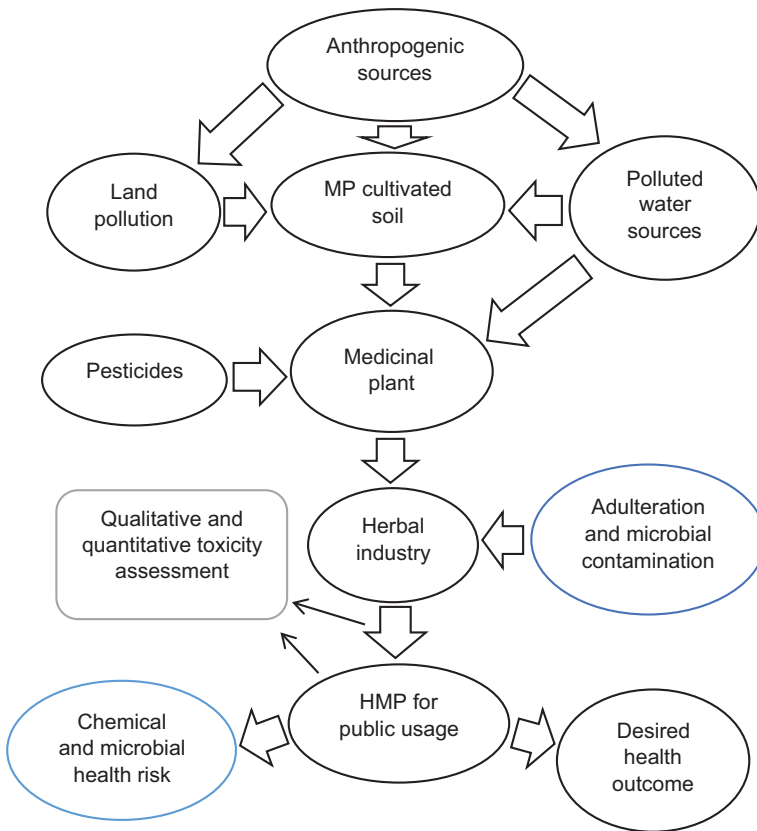 Anthropogenic
sources
Land
pollution
MP cultivated
soil
Polluted
water
sources
Pesticides
Medicinal
plant
Qualitative and
quantitative toxicity
assessment
Herbal
industry
Adulteration
and microbial
contamination
Chemical
and microbial
health risk
HMP for
public usage
Desired
health
outcome